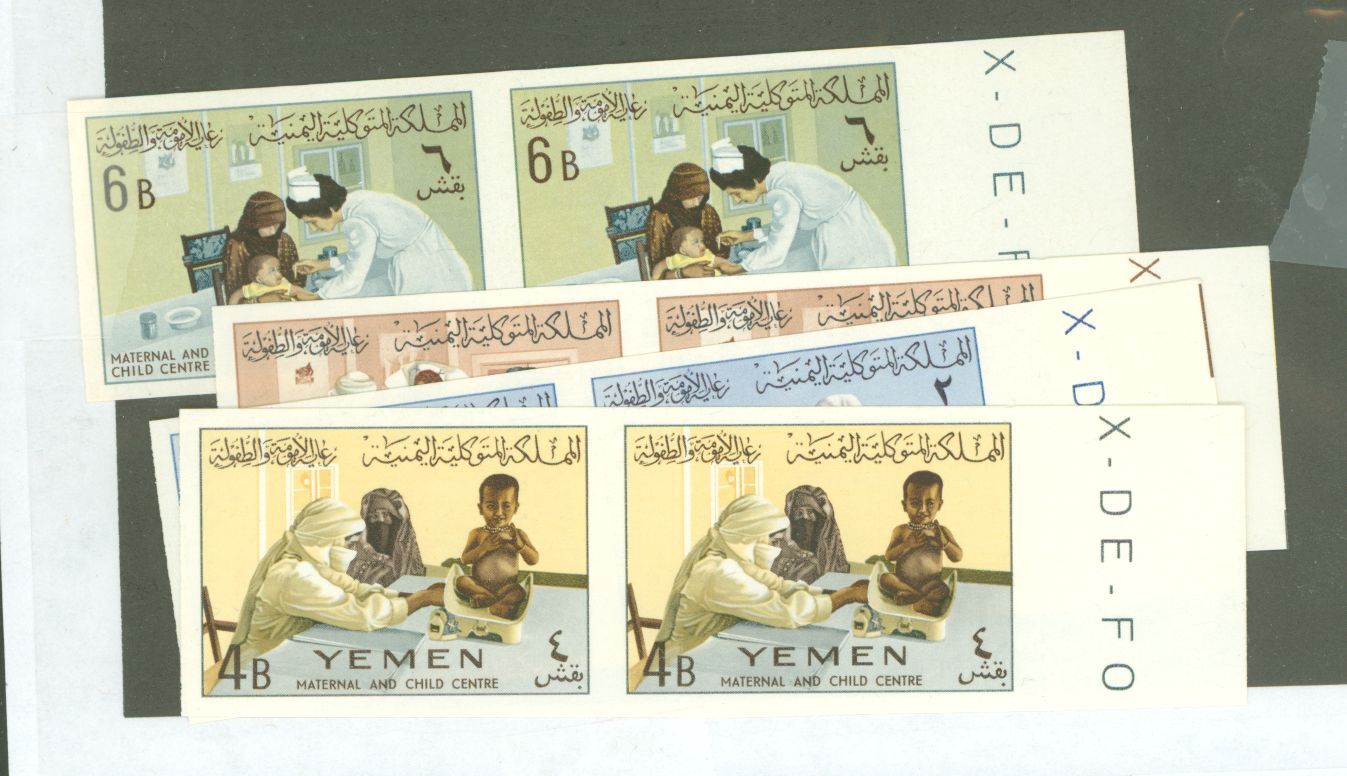 رعاية الأمومة والطفولة المملكة المتوكلية اليمنية
6B ٦ بقش
MATERNAL AND
CHILD CENTRE
رعاية الأمومة والطفولة المملكة المتوكلية اليمنية
6B ٦ بقش
X-DE-F
رعاية الأمومة والطفولة المملكة المتوكلية اليمنية
رعاية الأمومة والطفولة المملكة المتوكلية اليمنية
X
رعاية الأمومة والطفولة المملكة المتوكلية اليمنية
٢
X-D
رعاية الأمومة والطفولة المملكة المتوكلية اليمنية
4B YEMEN ٤ بقش
MATERNAL AND CHILD CENTRE
رعاية الأمومة والطفولة المملكة المتوكلية اليمنية
4B YEMEN ٤ بقش
MATERNAL AND CHILD CENTRE
X-DE-FO